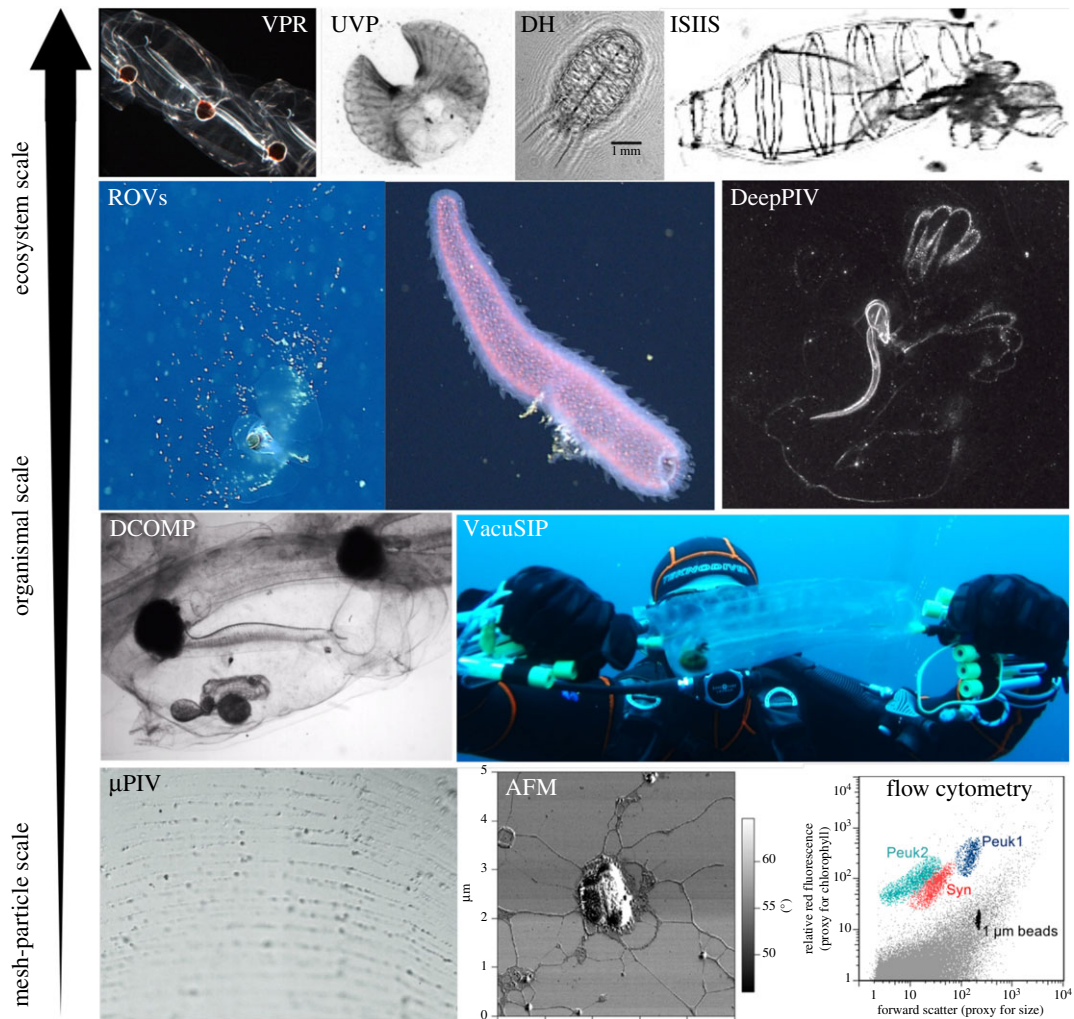 ecosystem scale
organismal scale
mesh-particle scale
VPR
UVP
DH
1 mm
ISIIS
ROVs
DeepPIV
DCOMP
VacuSIP
TEKNODIVER
µPIV
AFM
5
4
3
2
1
0
µm
60
55
50
(°)
flow cytometry
relative red fluorescence
(proxy for chlorophyll)
10⁴
10³
10²
10
1
Peuk2
Peuk1
Syn
1 µm beads
1 10 10² 10³ 10⁴
forward scatter (proxy for size)